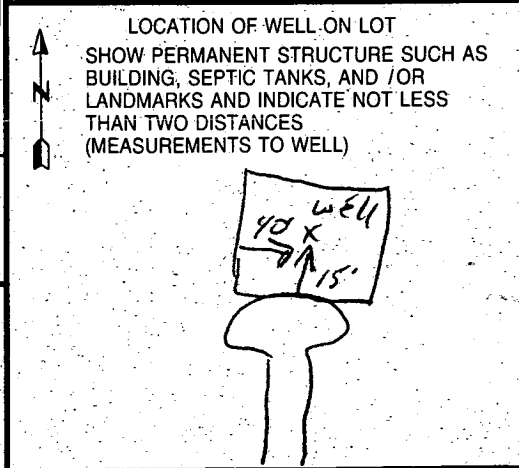 LOCATION OF WELL ON LOT
N
SHOW PERMANENT STRUCTURE SUCH AS
BUILDING, SEPTIC TANKS, AND /OR
LANDMARKS AND INDICATE NOT LESS
THAN TWO DISTANCES
(MEASUREMENTS TO WELL)
WELL
40 X
15'